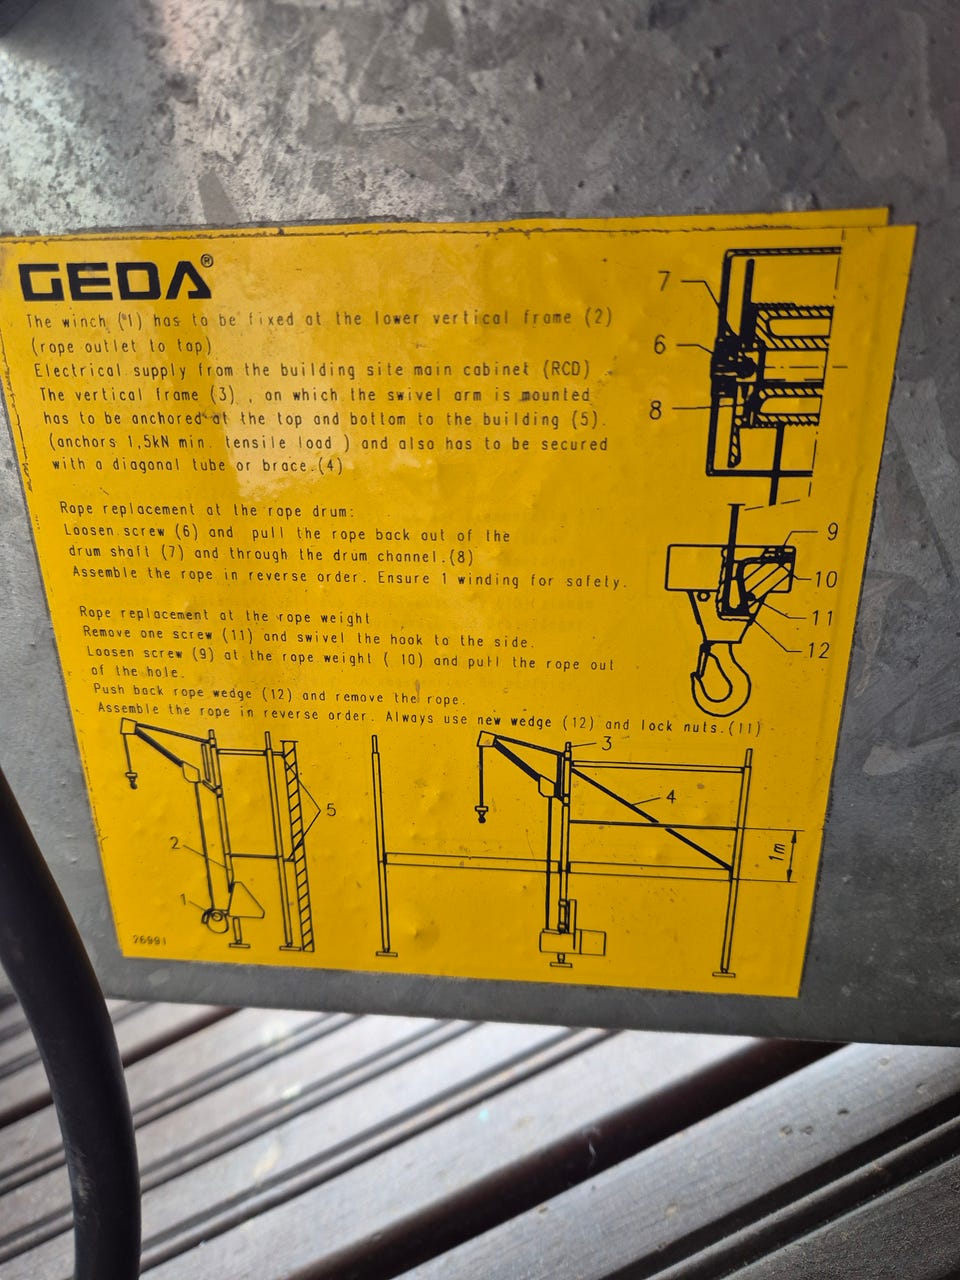 GEDA®
The winch (1) has to be fixed at the lower vertical frame (2)
(rope outlet to top)
Electrical supply from the building site main cabinet (RCD)
The vertical frame (3) , on which the swivel arm is mounted
has to be anchored at the top and bottom to the building (5).
(anchors 1,5kN min. tensile load ) and also has to be secured
with a diagonal tube or brace.(4)
Rope replacement at the rope drum:
Loosen screw (6) and pull the rope back out of the
drum shaft (7) and through the drum channel.(8)
Assemble the rope in reverse order. Ensure 1 winding for safety.
Rope replacement at the rope weight
Remove one screw (11) and swivel the hook to the side.
Loosen screw (9) at the rope weight ( 10) and pull the rope out
of the hole.
Push back rope wedge (12) and remove the rope.
Assemble the rope in reverse order. Always use new wedge (12) and lock nuts.(11)
7
6
8
9
10
11
12
5
2
1
3
4
1m
26991